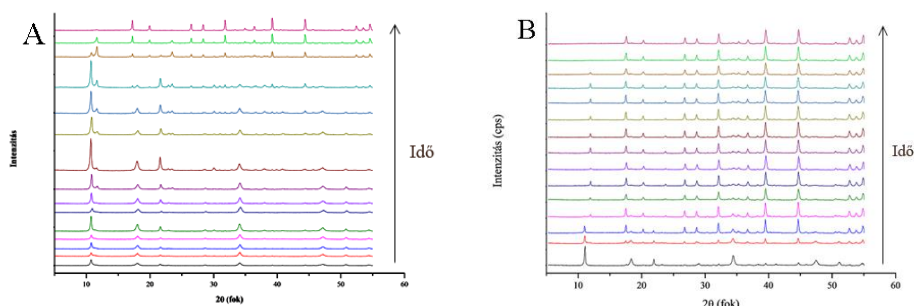 A
Intenzitás
Idő
0 10 20 30 40 50 60
2θ (fok)
B
Intenzitás (cps)
Idő
10 20 30 40 50 60
2θ (fok)